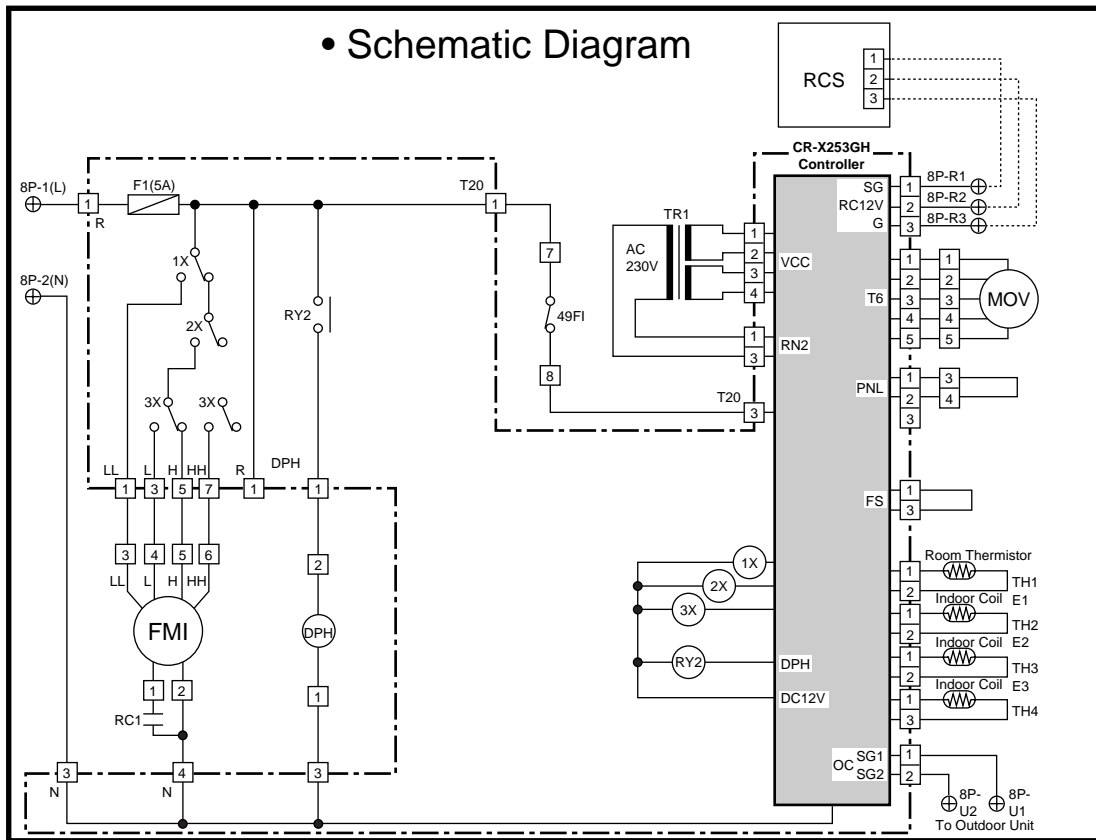 • Schematic Diagram
RCS
1
2
3
CR-X253GH
Controller
8P-1(L)
1
R
F1(5A)
T20
1
SG
RC12V
G
1
2
3
8P-R1
8P-R2
8P-R3
TR1
AC
230V
1
2
3
4
VCC
7
49FI
8
8P-2(N)
1X
2X
3X
3X
RY2
T6
1
2
3
4
5
1
2
3
4
5
MOV
RN2
1
3
T20
3
PNL
1
2
3
3
4
LL
L
H
HH
R
DPH
1
3
5
7
1
1
FS
1
3
3
4
5
6
LL
L
H
HH
FMI
2
DPH
1
1
2
RC1
1X
2X
3X
RY2
DPH
DC12V
Room Thermistor
1
2
TH1
Indoor Coil E1
1
2
TH2
Indoor Coil E2
1
2
TH3
Indoor Coil E3
1
3
TH4
3
N
4
N
3
OC
SG1
SG2
1
2
8P-
U2
8P-
U1
To Outdoor Unit